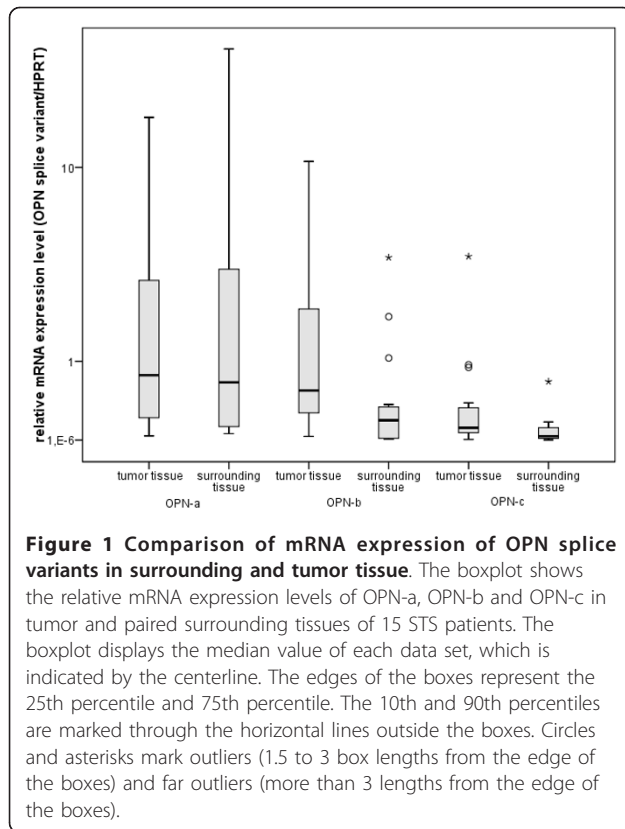 relative mRNA expression level (OPN splice variant/HPRT)
10
1
1,E-6
tumor tissue
surrounding
tissue
tumor tissue
surrounding
tissue
tumor tissue
surrounding
tissue
OPN-a
OPN-b
OPN-c
Figure 1 Comparison of mRNA expression of OPN splice
variants in surrounding and tumor tissue. The boxplot shows
the relative mRNA expression levels of OPN-a, OPN-b and OPN-c in
tumor and paired surrounding tissues of 15 STS patients. The
boxplot displays the median value of each data set, which is
indicated by the centerline. The edges of the boxes represent the
25th percentile and 75th percentile. The 10th and 90th percentiles
are marked through the horizontal lines outside the boxes. Circles
and asterisks mark outliers (1.5 to 3 box lengths from the edge of
the boxes) and far outliers (more than 3 lengths from the edge of
the boxes).